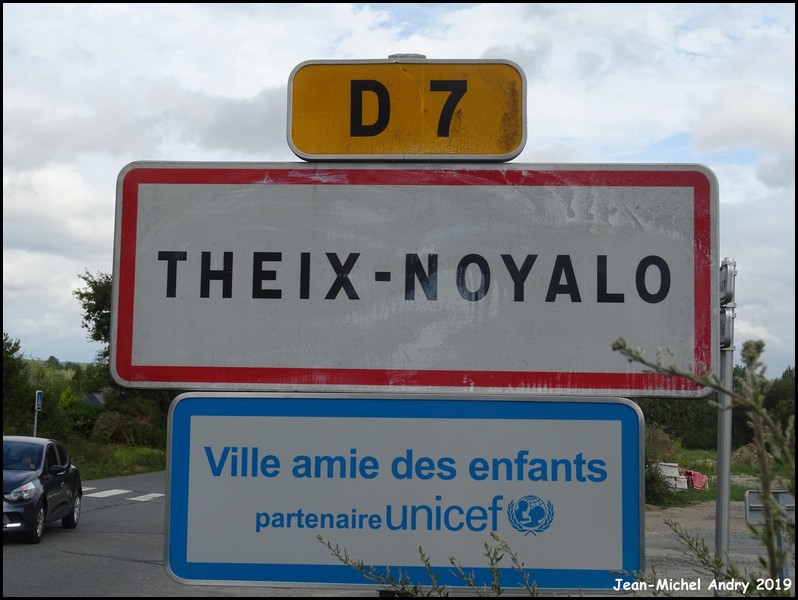 D 7
THEIX-NOYALO
Ville amie des enfants
partenaire unicef
Jean-Michel Andry 2019